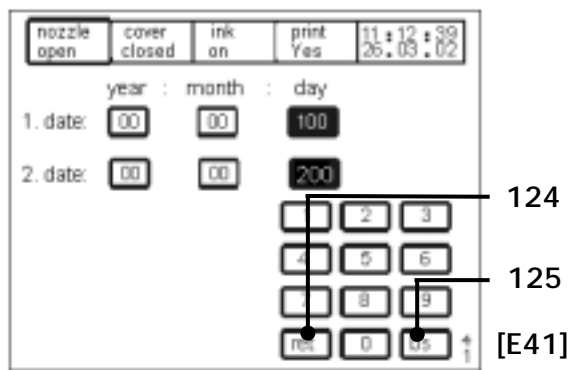 nozzle open cover closed ink on print Yes 11:12:39 26.03.02
year : month : day
1. date: 00 00 100
2. date: 00 00 200
1 2 3
124
4 5 6
125
7 8 9
ret 0 bs 1 [E41]